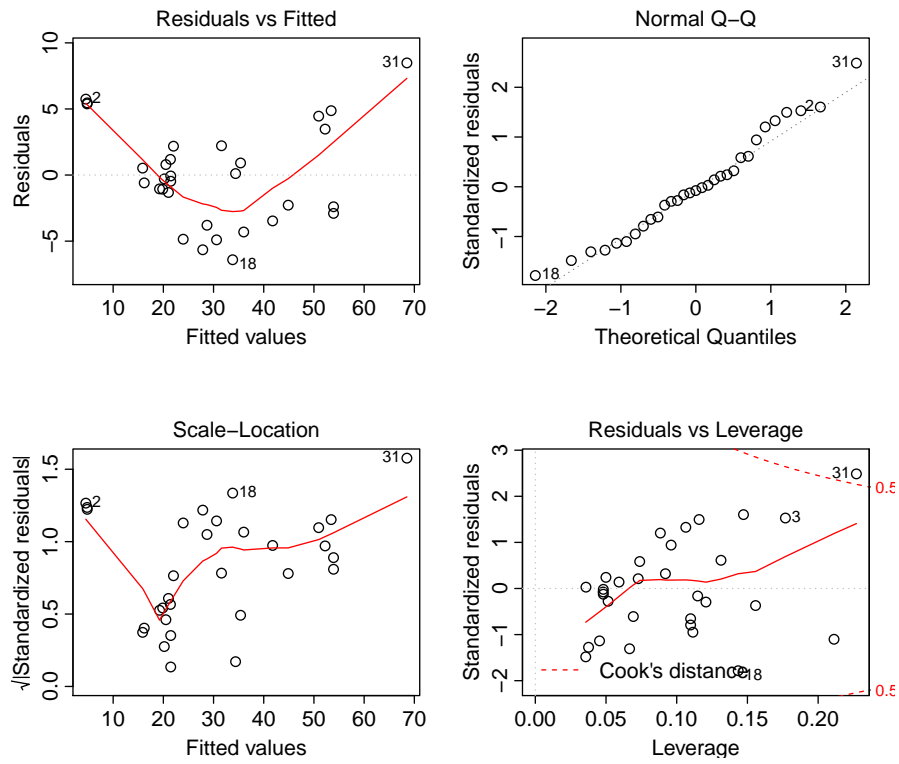 Residuals vs Fitted
Residuals
10
5
0
−5
31
2
18
10 20 30 40 50 60 70
Fitted values
Normal Q−Q
Standardized residuals
2
1
0
−1
31
2
18
−2 −1 0 1 2
Theoretical Quantiles
Scale−Location
√|Standardized residuals|
1.5
1.0
0.5
0.0
31
2
18
10 20 30 40 50 60 70
Fitted values
Residuals vs Leverage
Standardized residuals
3
2
1
0
−1
−2
31
0.5
3
Cook's distance
18
0.5
0.00 0.05 0.10 0.15 0.20
Leverage